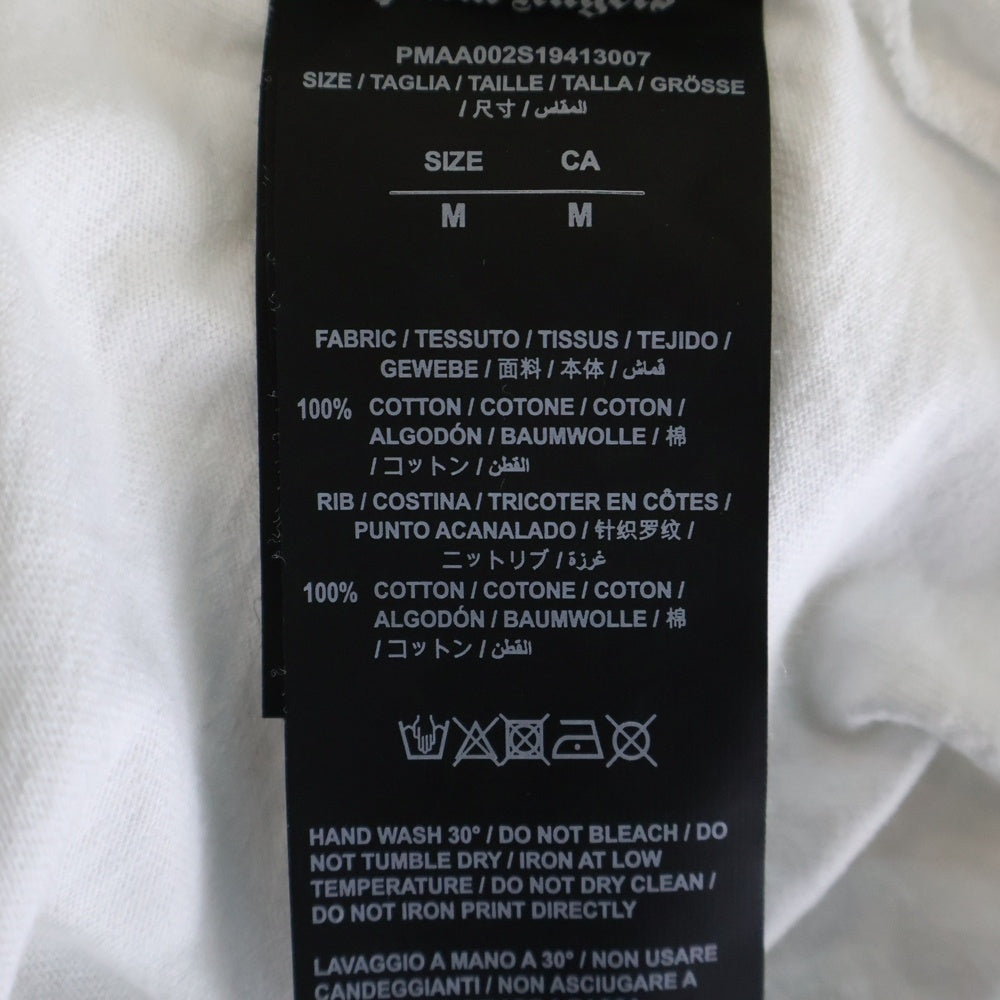 Palm Angels
PMAA002S19413007
SIZE / TAGLIA / TAILLE / TALLA / GRÖSSE
/ 尺寸 / المقاس
SIZE CA
M M
FABRIC / TESSUTO / TISSUS / TEJIDO /
GEWEBE / 面料 / 本体 / قماش
100% COTTON / COTONE / COTON /
ALGODÓN / BAUMWOLLE / 棉
/ コットン / القطن
RIB / COSTINA / TRICOTER EN CÔTES /
PUNTO ACANALADO / 针织罗纹 /
ニットリブ / غرزة
100% COTTON / COTONE / COTON /
ALGODÓN / BAUMWOLLE / 棉
/ コットン / القطن
HAND WASH 30° / DO NOT BLEACH / DO
NOT TUMBLE DRY / IRON AT LOW
TEMPERATURE / DO NOT DRY CLEAN /
DO NOT IRON PRINT DIRECTLY
LAVAGGIO A MANO A 30° / NON USARE
CANDEGGIANTI / NON ASCIUGARE A